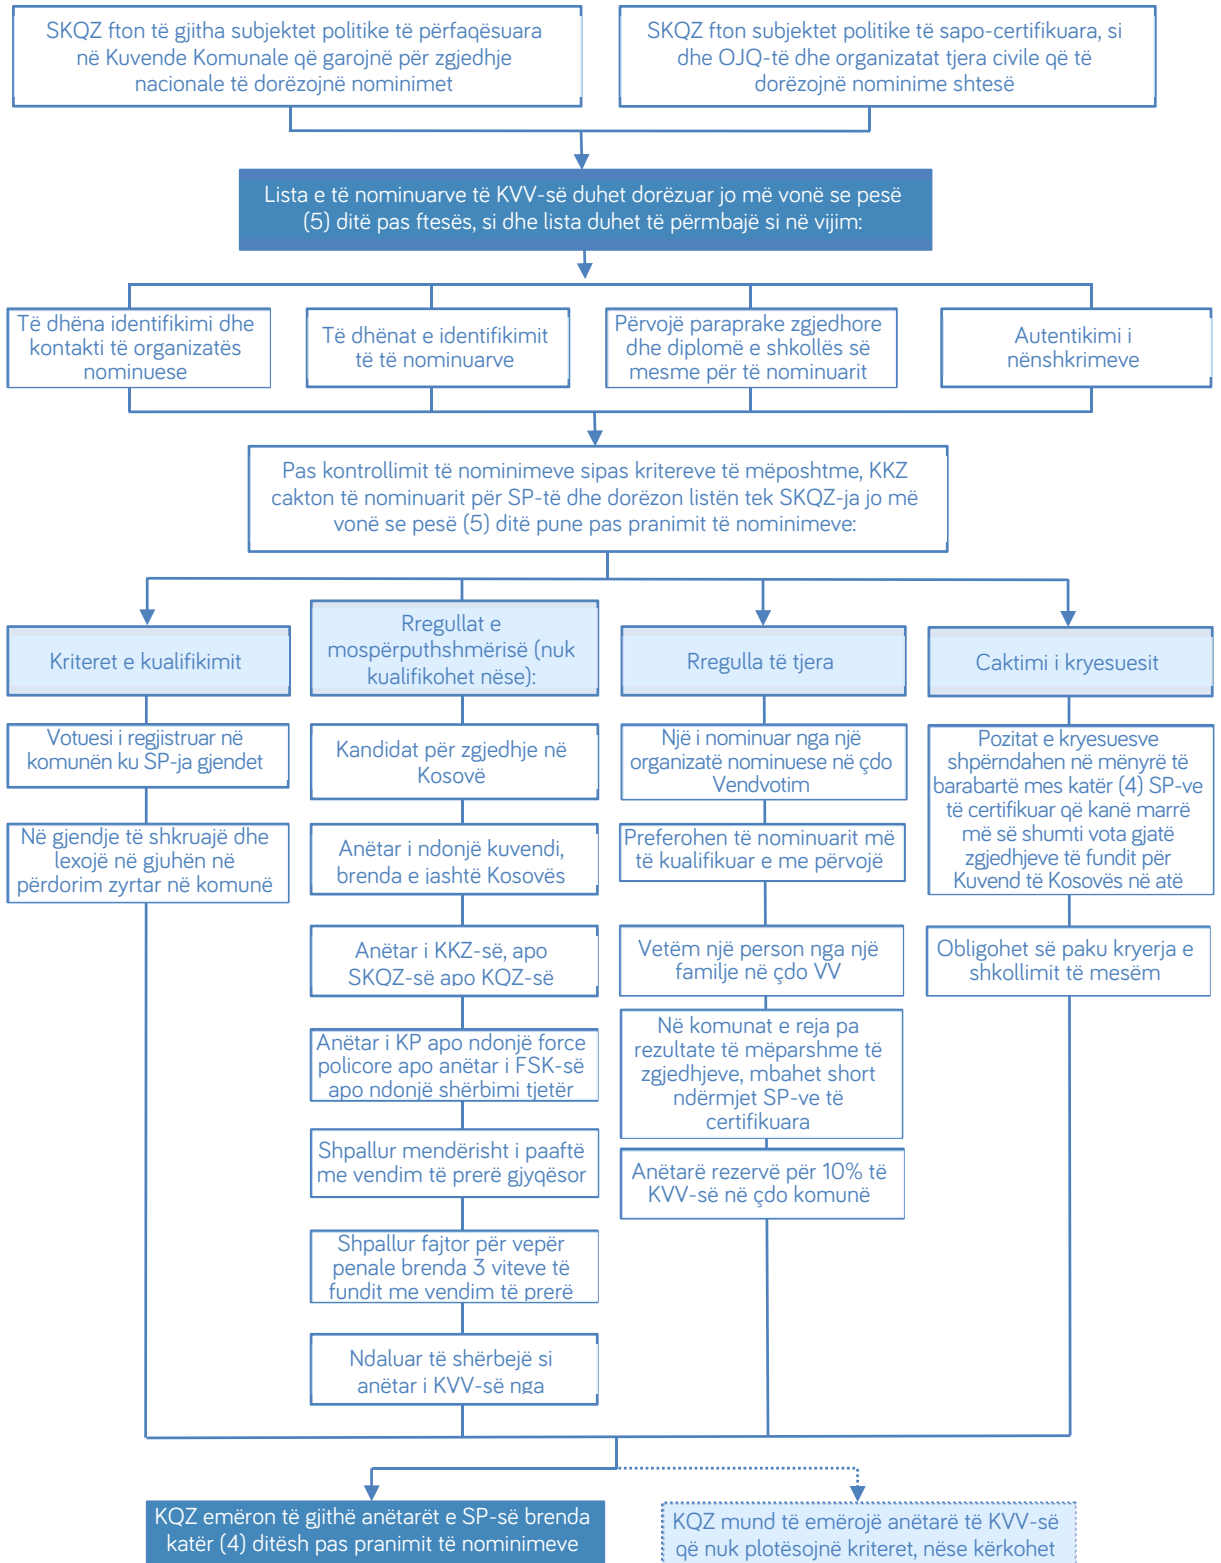 SKQZ fton të gjitha subjektet politike të përfaqësuara
në Kuvende Komunale që garojnë për zgjedhje
nacionale të dorëzojnë nominimet
SKQZ fton subjektet politike të sapo-certifikuara, si
dhe OJQ-të dhe organizatat tjera civile që të
dorëzojnë nominime shtesë
Lista e të nominuarve të KVV-së duhet dorëzuar jo më vonë se pesë
(5) ditë pas ftesës, si dhe lista duhet të përmbajë si në vijim:
Të dhëna identifikimi dhe
kontakti të organizatës
nominuese
Të dhënat e identifikimit
të të nominuarve
Përvojë paraprake zgjedhore
dhe diplomë e shkollës së
mesme për të nominuarit
Autentikimi i
nënshkrimeve
Pas kontrollimit të nominimeve sipas kritereve të mëposhtme, KKZ
cakton të nominuarit për SP-të dhe dorëzon listën tek SKQZ-ja jo më
vonë se pesë (5) ditë pune pas pranimit të nominimeve:
Kriteret e kualifikimit
Votuesi i regjistruar në
komunën ku SP-ja gjendet
Në gjendje të shkruajë dhe
lexojë në gjuhën në
përdorim zyrtar në komunë
Rregullat e
mospërputhshmërisë (nuk
kualifikohet nëse):
Kandidat për zgjedhje në
Kosovë
Anëtar i ndonjë kuvendi,
brenda e jashtë Kosovës
Anëtar i KKZ-së, apo
SKQZ-së apo KQZ-së
Anëtar i KP apo ndonjë force
policore apo anëtar i FSK-së
apo ndonjë shërbimi tjetër
Shpallur mendërisht i paaftë
me vendim të prerë gjyqësor
Shpallur fajtor për vepër
penale brenda 3 viteve të
fundit me vendim të prerë
Ndaluar të shërbejë si
anëtar i KVV-së nga
Rregulla të tjera
Një i nominuar nga një
organizatë nominuese në çdo
Vendvotim
Preferohen të nominuarit më
të kualifikuar e me përvojë
Vetëm një person nga një
familje në çdo VV
Në komunat e reja pa
rezultate të mëparshme të
zgjedhjeve, mbahet short
ndërmjet SP-ve të
certifikuara
Anëtarë rezervë për 10% të
KVV-së në çdo komunë
Caktimi i kryesuesit
Pozitat e kryesuesve
shpërndahen në mënyrë të
barabartë mes katër (4) SP-ve
të certifikuar që kanë marrë
më së shumti vota gjatë
zgjedhjeve të fundit për
Kuvend të Kosovës në atë
Obligohet së paku kryerja e
shkollimit të mesëm
KQZ emëron të gjithë anëtarët e SP-së brenda
katër (4) ditësh pas pranimit të nominimeve
KQZ mund të emërojë anëtarë të KVV-së
që nuk plotësojnë kriteret, nëse kërkohet